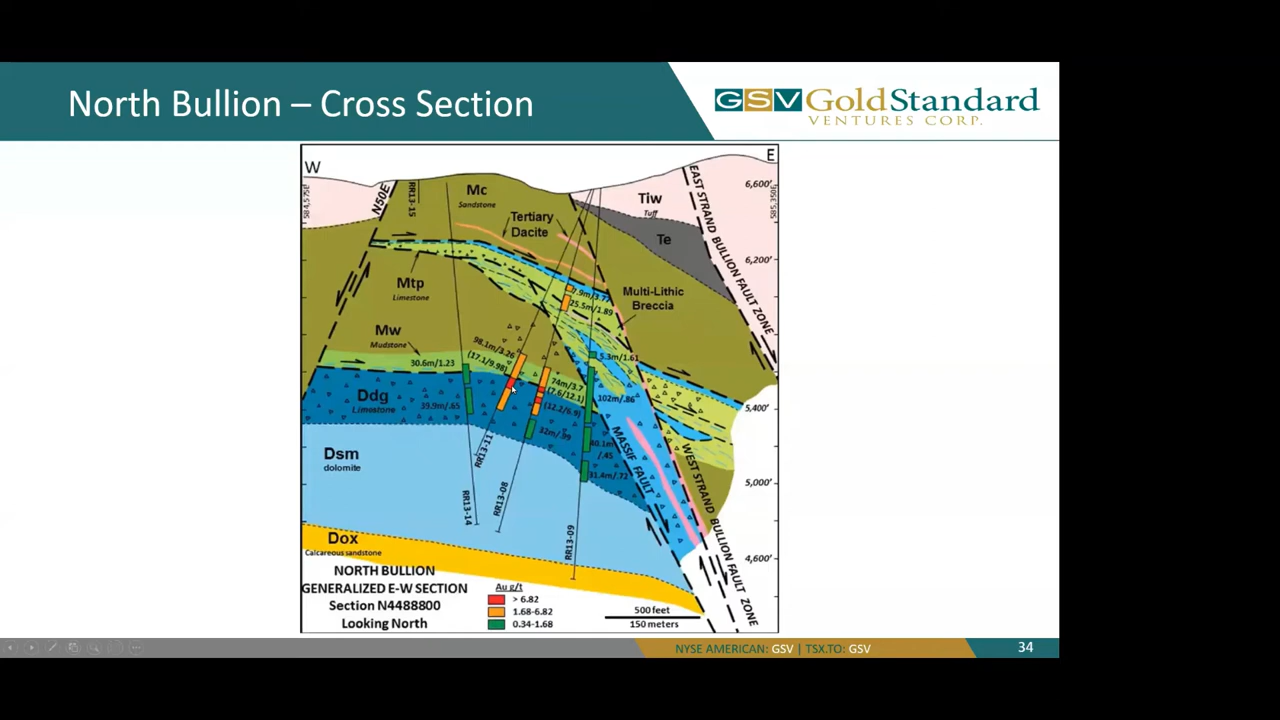 North Bullion – Cross Section
GSV GoldStandard
VENTURES CORP.
W
E
584,575E
N50E
RR13-15
Mc
Sandstone
Tertiary
Dacite
Tiw
Tuff
Te
EAST STRAND BULLION FAULT ZONE
585,350E
6,600'
6,200'
Mtp
Limestone
Multi-Lithic
Breccia
7.9m/3.77
25.5m/1.89
Mw
Mudstone
98.1m/3.26
(17.1/9.98)
30.6m/1.23
5.3m/1.61
74m/3.7
(7.6/12.1)
(12.2/6.9)
102m/.86
Ddg
Limestone
39.9m/.65
32m/.99
40.1m
/.45
31.4m/.72
5,400'
5,000'
4,600'
MASSIF FAULT
WEST STRAND BULLION FAULT ZONE
Dsm
dolomite
RR13-14
RR13-11
RR13-08
RR13-09
Dox
Calcareous sandstone
NORTH BULLION
GENERALIZED E-W SECTION
Section N4488800
Looking North
Au g/t
> 6.82
1.68-6.82
0.34-1.68
500 feet
150 meters
NYSE AMERICAN: GSV | TSX.TO: GSV
34